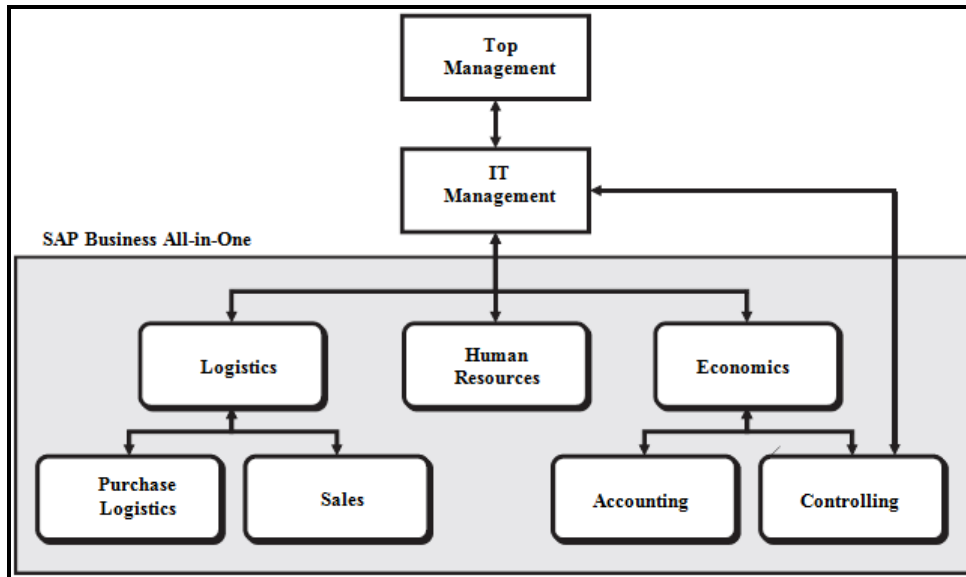 Top
Management
IT
Management
SAP Business All-in-One
Logistics
Human
Resources
Economics
Purchase
Logistics
Sales
Accounting
Controlling